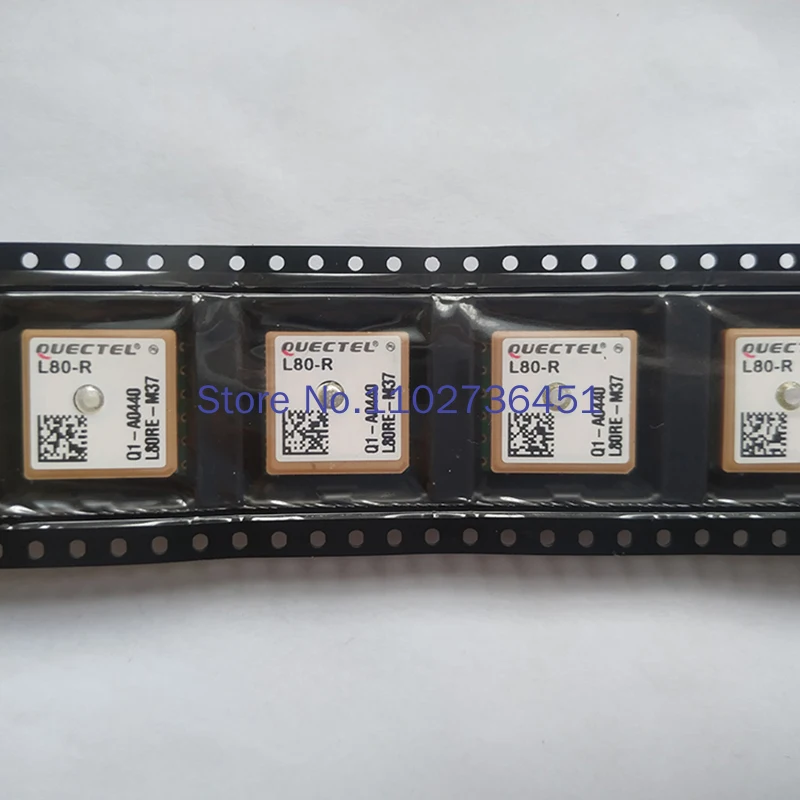 QUECTEL®
L80-R
Q1-A0440
L80RE-M37
QUECTEL®
L80-R
Q1-A0440
L80RE-M37
QUECTEL®
L80-R
Q1-A0440
L80RE-M37
QUECTEL
L80-R
Store No.1102736451